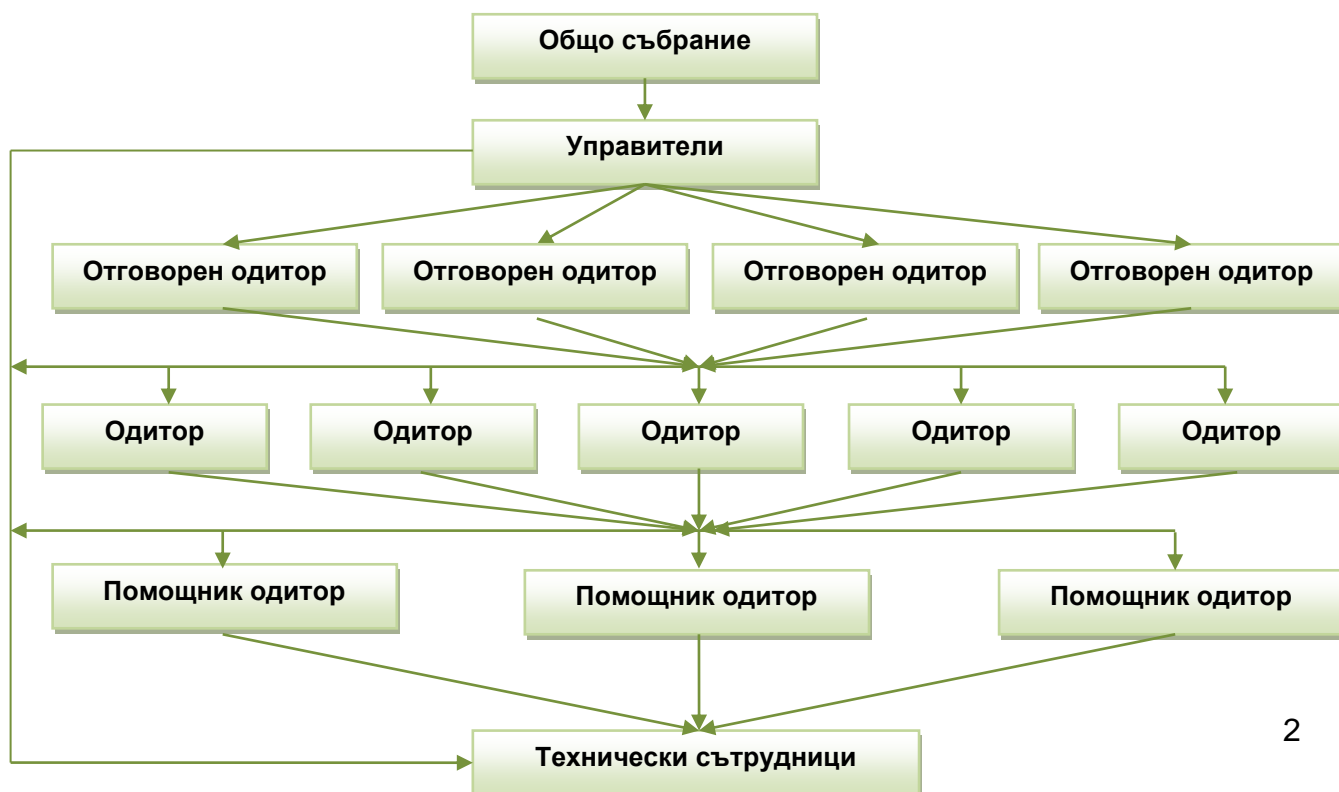 Общо събрание
Управители
Отговорен одитор
Отговорен одитор
Отговорен одитор
Отговорен одитор
Одитор
Одитор
Одитор
Одитор
Одитор
Помощник одитор
Помощник одитор
Помощник одитор
2
Технически сътрудници